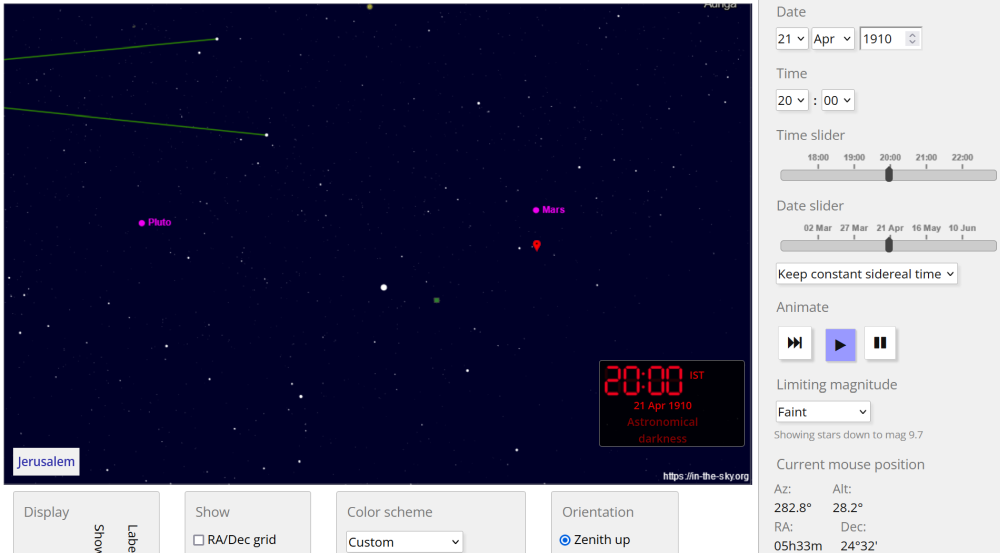 Auriga
Pluto
Mars
20:00 IST
21 Apr 1910
Astronomical
darkness
Jerusalem
https://in-the-sky.org
Date
21 Apr 1910
Time
20 : 00
Time slider
18:00 19:00 20:00 21:00 22:00
Date slider
02 Mar 27 Mar 21 Apr 16 May 10 Jun
Keep constant sidereal time
Animate
Limiting magnitude
Faint
Showing stars down to mag 9.7
Current mouse position
Az: Alt:
282.8° 28.2°
RA: Dec:
05h33m 24°32'
Display
Show
Labe
Show
RA/Dec grid
Color scheme
Custom
Orientation
Zenith up